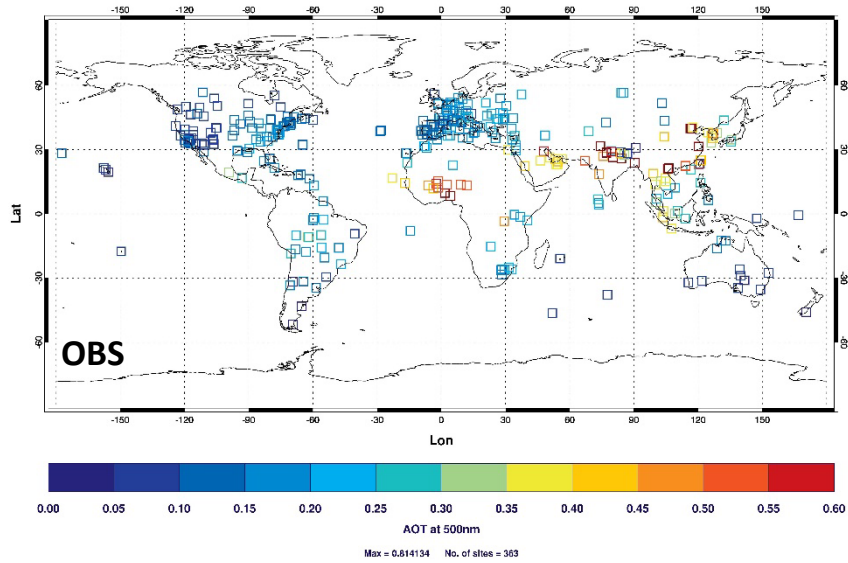 -150 -120 -90 -60 -30 0 30 60 90 120 150
60 60
30 30
Lat
0 0
-30 -30
-60 -60
OBS
-150 -120 -90 -60 -30 0 30 60 90 120 150
Lon
0.00 0.05 0.10 0.15 0.20 0.25 0.30 0.35 0.40 0.45 0.50 0.55 0.60
AOT at 500nm
Max = 0.814134 No. of sites = 363